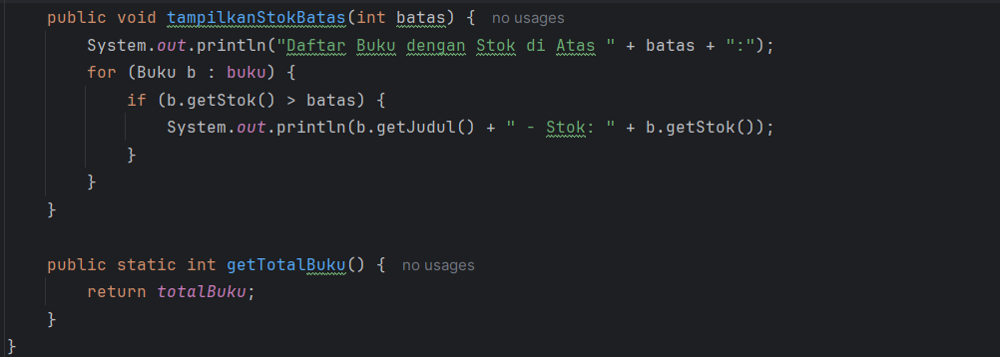 public void tampilkanStokBatas(int batas) { no usages
System.out.println("Daftar Buku dengan Stok di Atas " + batas + ":");
for (Buku b : buku) {
if (b.getStok() > batas) {
System.out.println(b.getJudul() + " - Stok: " + b.getStok());
}
}
}
public static int getTotalBuku() { no usages
return totalBuku;
}
}